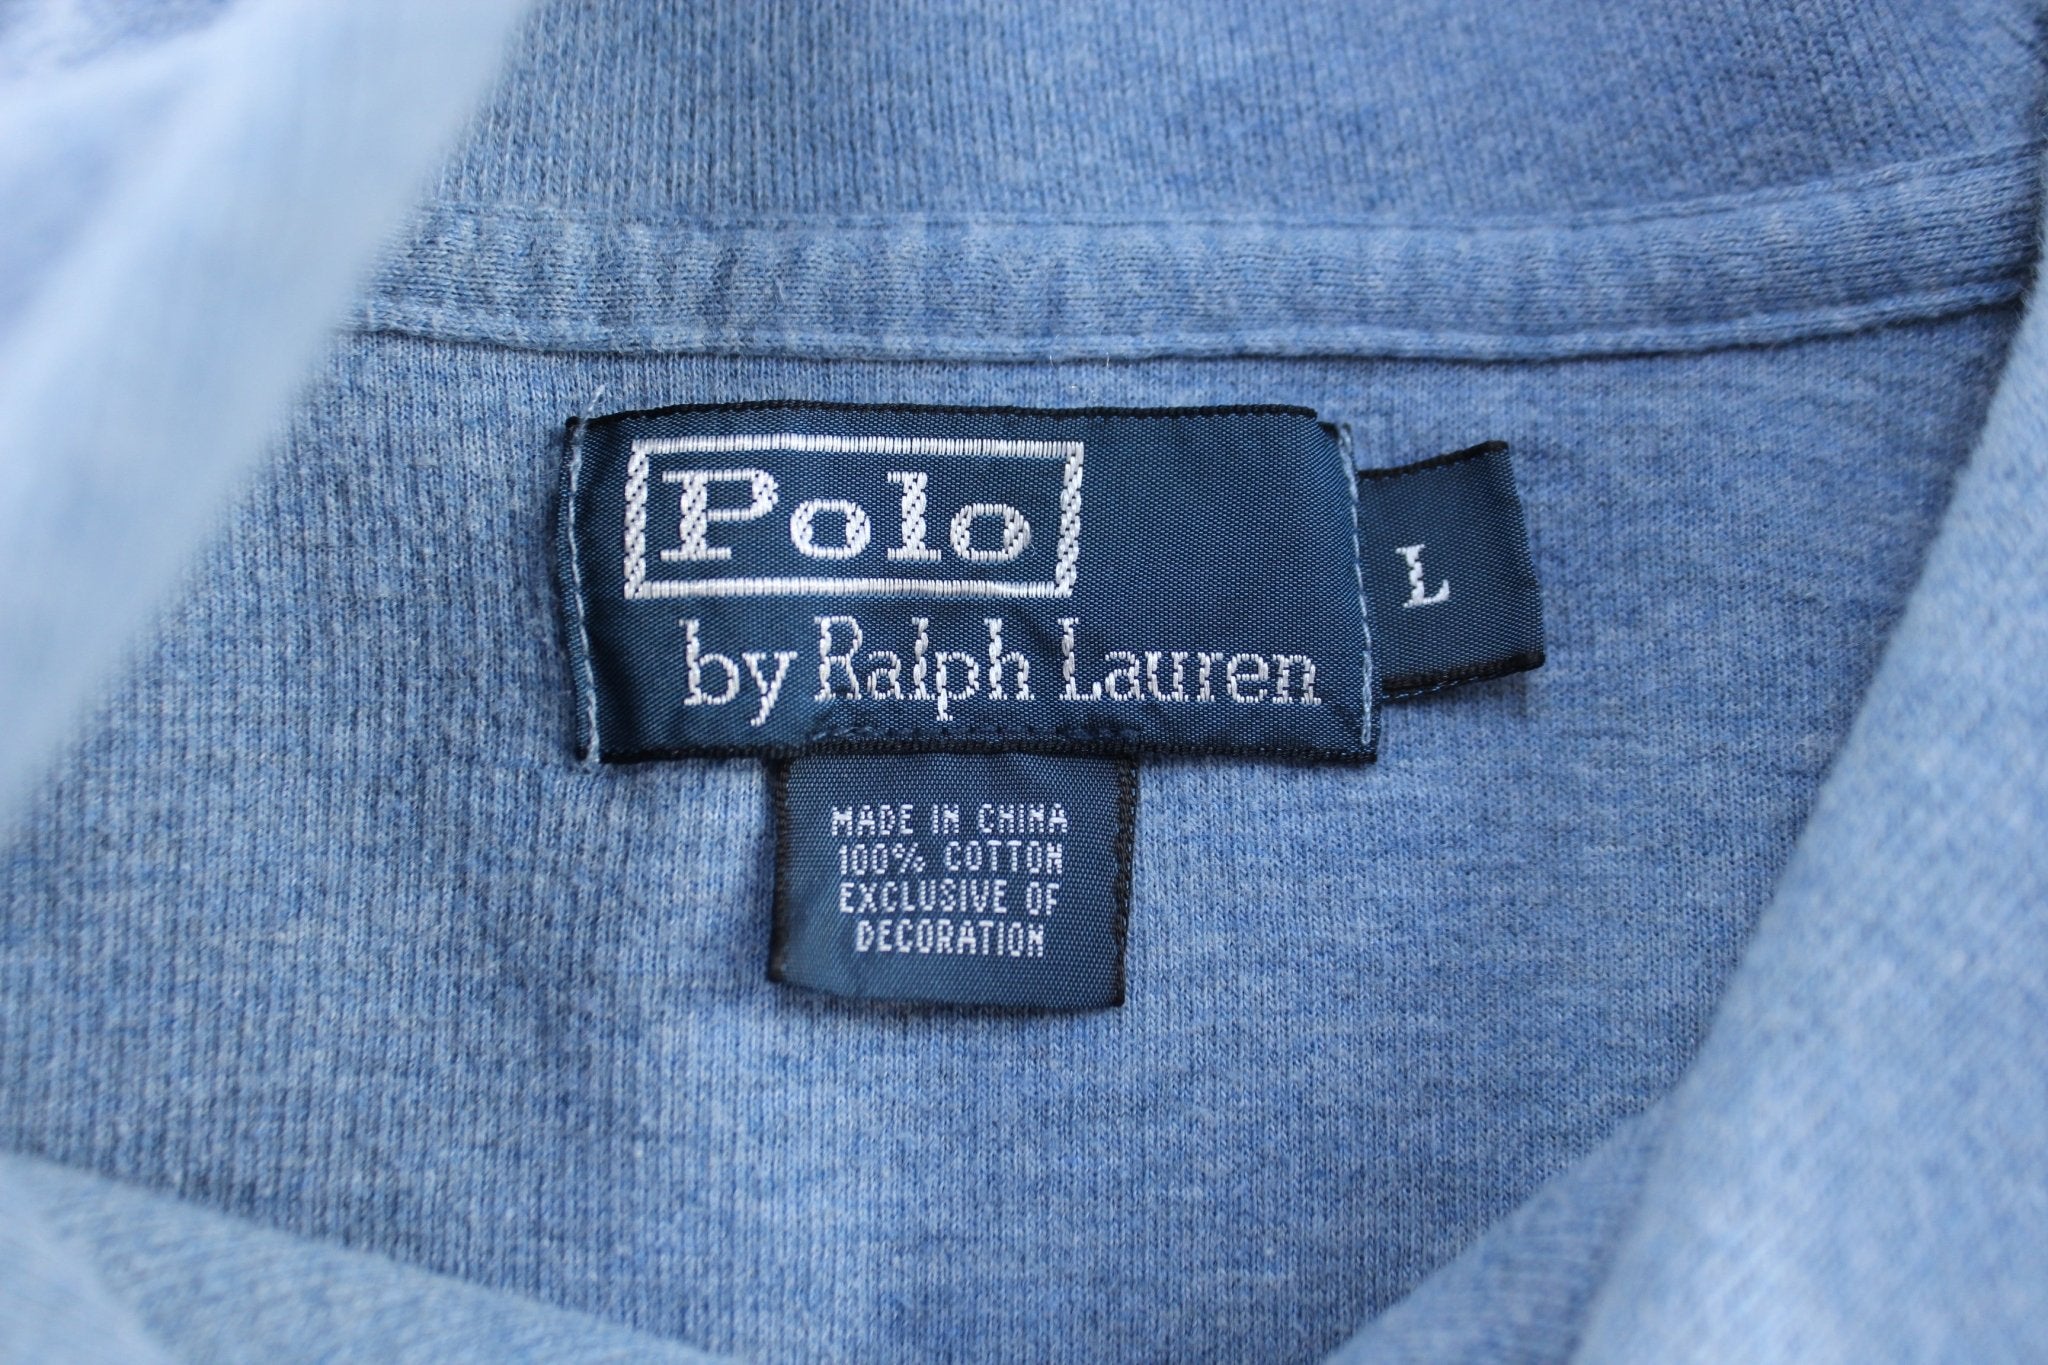 Polo
by Ralph Lauren
L
MADE IN CHINA
100% COTTON
EXCLUSIVE OF
DECORATION